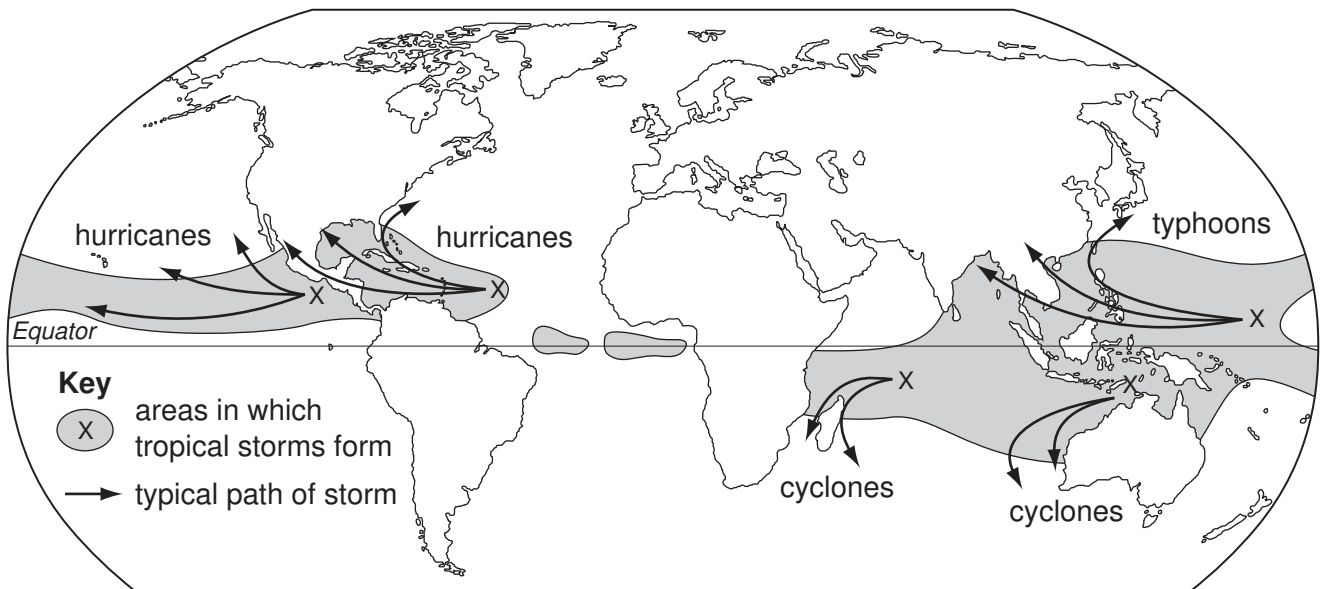 hurricanes
hurricanes
typhoons
X
X
X
Equator
X
X
Key
X
areas in which
tropical storms form
typical path of storm
cyclones
cyclones